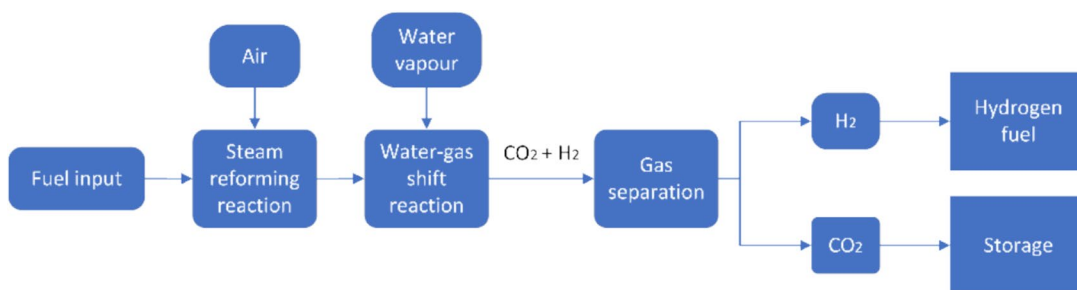 Air
Water
vapour
Fuel input
Steam
reforming
reaction
Water-gas
shift
reaction
CO₂ + H₂
Gas
separation
H₂
Hydrogen
fuel
CO₂
Storage